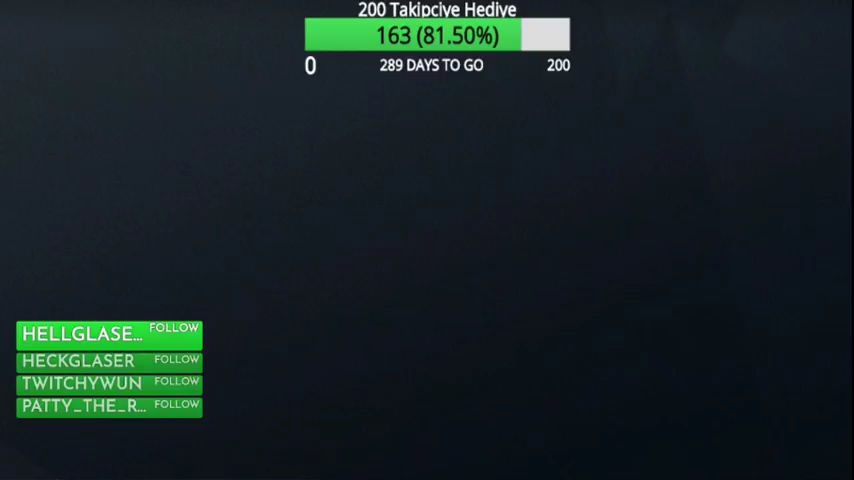 200 Takipçiye Hediye
163 (81.50%)
0 289 DAYS TO GO 200
HELLGLASE... FOLLOW
HECKGLASER FOLLOW
TWITCHYWUN FOLLOW
PATTY_THE_R... FOLLOW